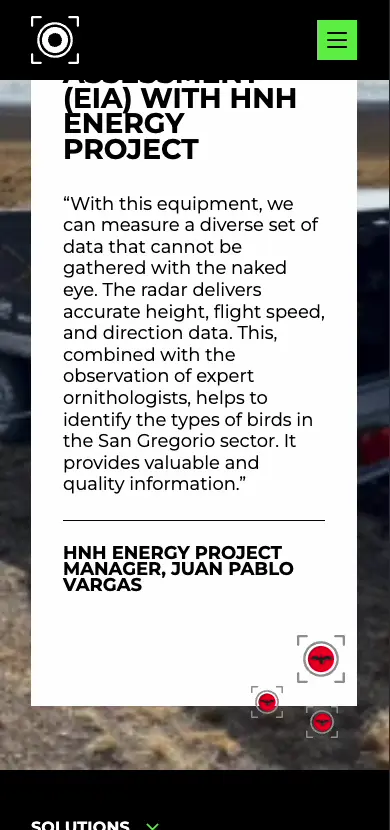 ASSESSMENT
(EIA) WITH HNH
ENERGY
PROJECT
“With this equipment, we
can measure a diverse set of
data that cannot be
gathered with the naked
eye. The radar delivers
accurate height, flight speed,
and direction data. This,
combined with the
observation of expert
ornithologists, helps to
identify the types of birds in
the San Gregorio sector. It
provides valuable and
quality information.”
HNH ENERGY PROJECT
MANAGER, JUAN PABLO
VARGAS
SOLUTIONS